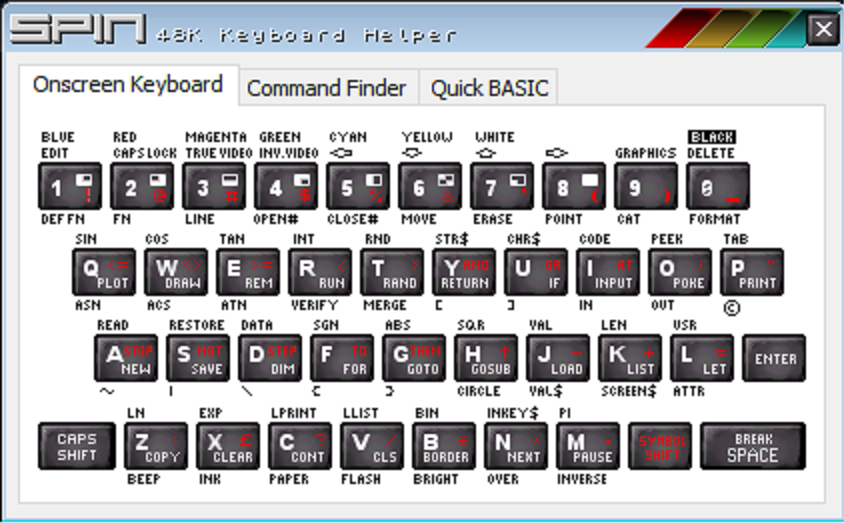 SPIN 48K Keyboard Helper
Onscreen Keyboard Command Finder Quick BASIC
BLUE RED MAGENTA GREEN CYAN YELLOW WHITE BLACK
EDIT CAPS LOCK TRUE VIDEO INV.VIDEO GRAPHICS DELETE
1 ! 2 @ 3 # 4 $ 5 % 6 & 7 ' 8 ( 9 ) 0 _
DEF FN FN LINE OPEN# CLOSE# MOVE ERASE POINT CAT FORMAT
SIN COS TAN INT RND STR$ CHR$ CODE PEEK TAB
Q <= W <> E >= R < T > Y AND U OR I AT O ; P "
PLOT DRAW REM RUN RAND RETURN IF INPUT POKE PRINT
ASN ACS ATN VERIFY MERGE [ ] IN OUT ©
READ RESTORE DATA SGN ABS SQR VAL LEN USR
A STOP S NOT D STEP F TO G THEN H ↑ J - K + L = ENTER
NEW SAVE DIM FOR GOTO GOSUB LOAD LIST LET
~ | \ { } CIRCLE VAL$ SCREEN$ ATTR
LN EXP LPRINT LLIST BIN INKEY$ PI
CAPS SHIFT Z : X £ C ? V / B * N , M . SYMBOL SHIFT BREAK SPACE
COPY CLEAR CONT CLS BORDER NEXT PAUSE
BEEP INK PAPER FLASH BRIGHT OVER INVERSE